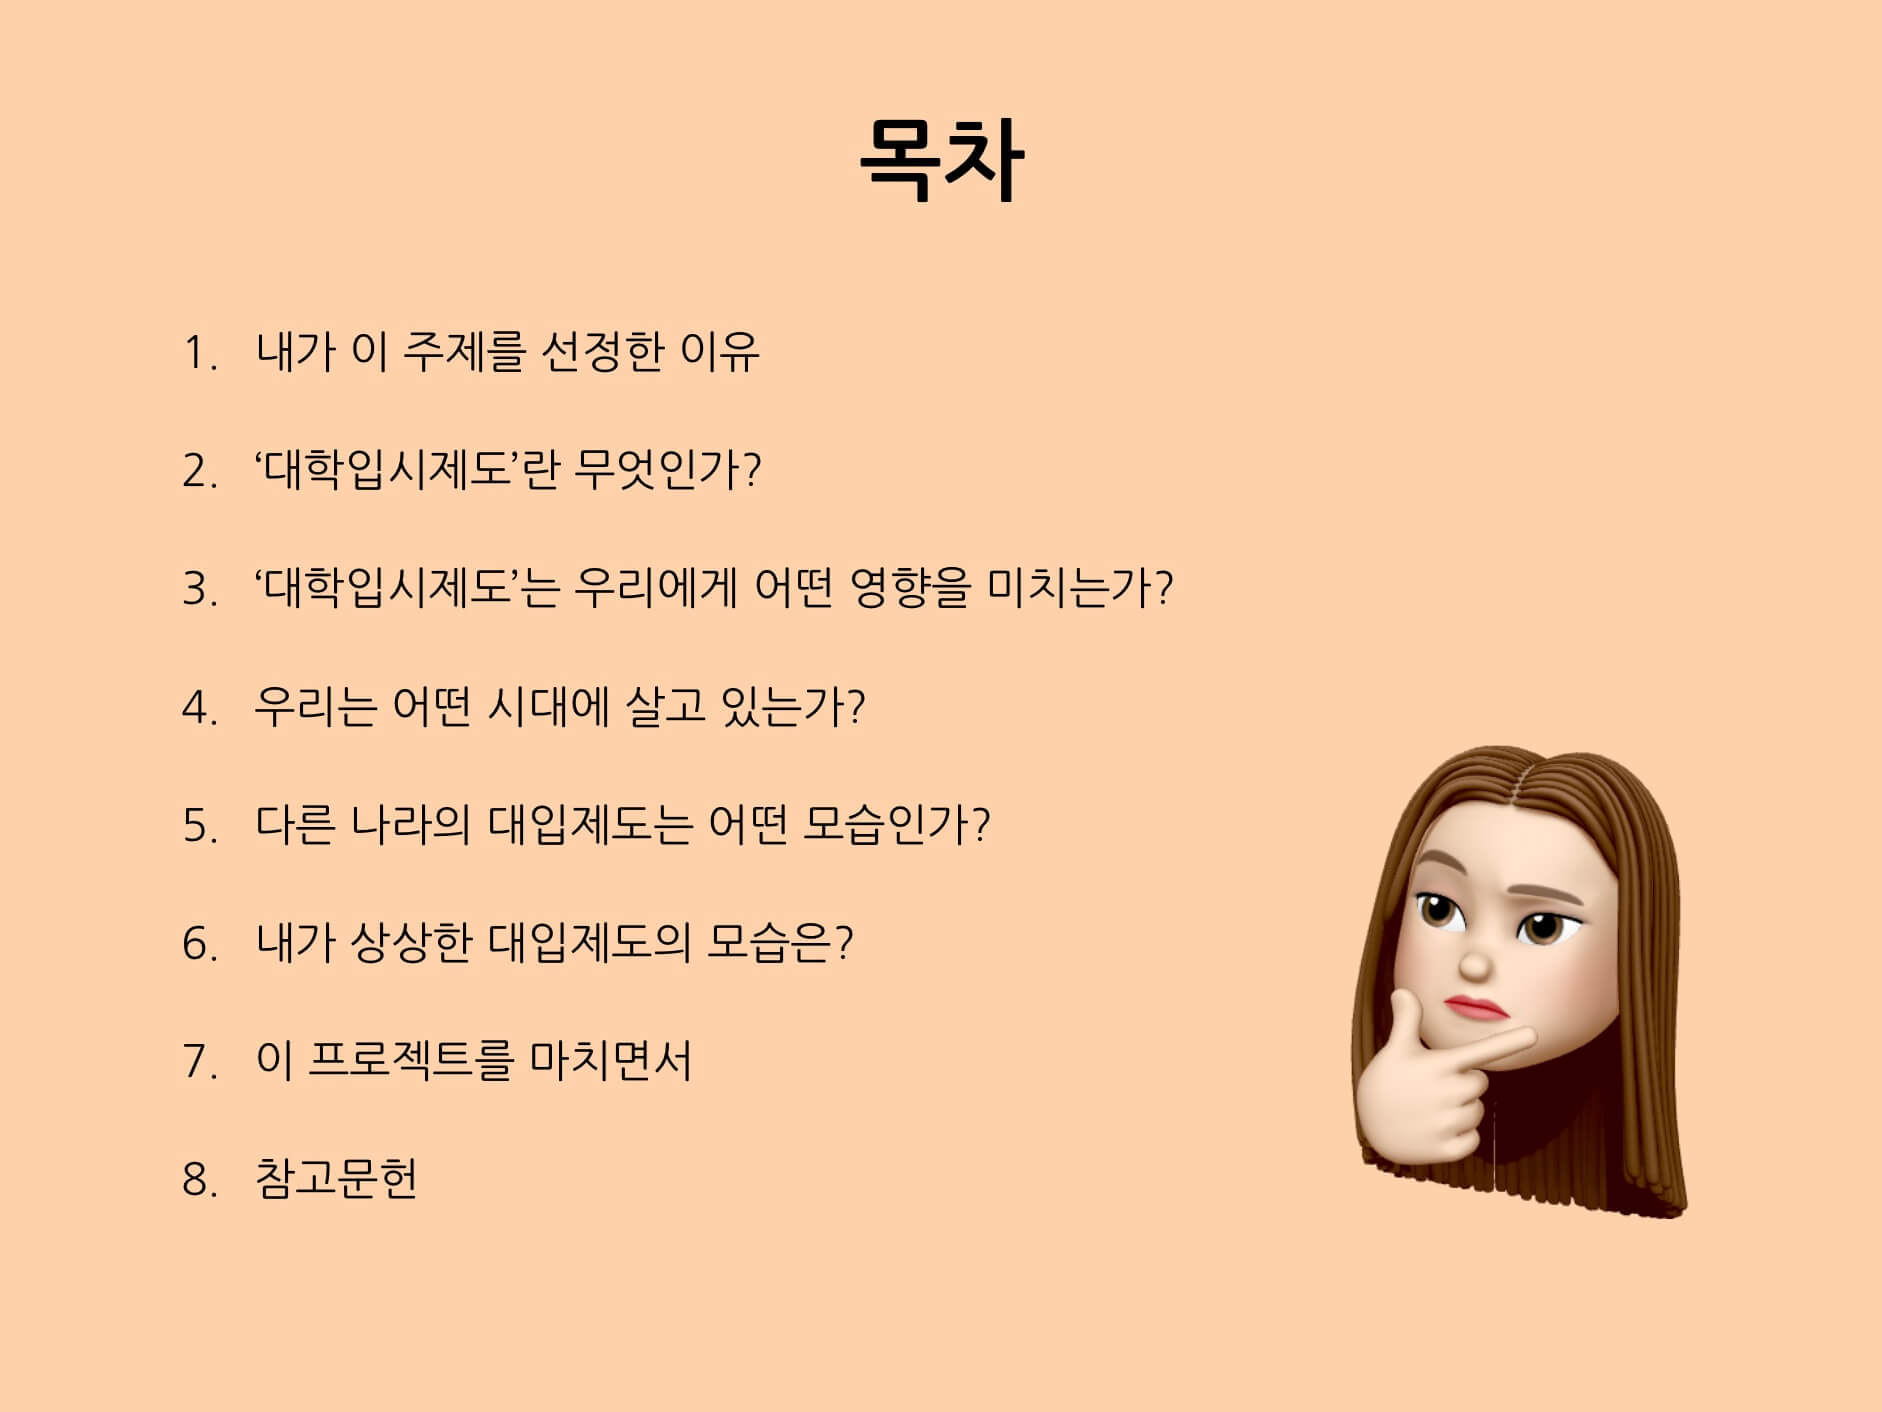 목차
1. 내가 이 주제를 선정한 이유
2. ‘대학입시제도’란 무엇인가?
3. ‘대학입시제도’는 우리에게 어떤 영향을 미치는가?
4. 우리는 어떤 시대에 살고 있는가?
5. 다른 나라의 대입제도는 어떤 모습인가?
6. 내가 상상한 대입제도의 모습은?
7. 이 프로젝트를 마치면서
8. 참고문헌